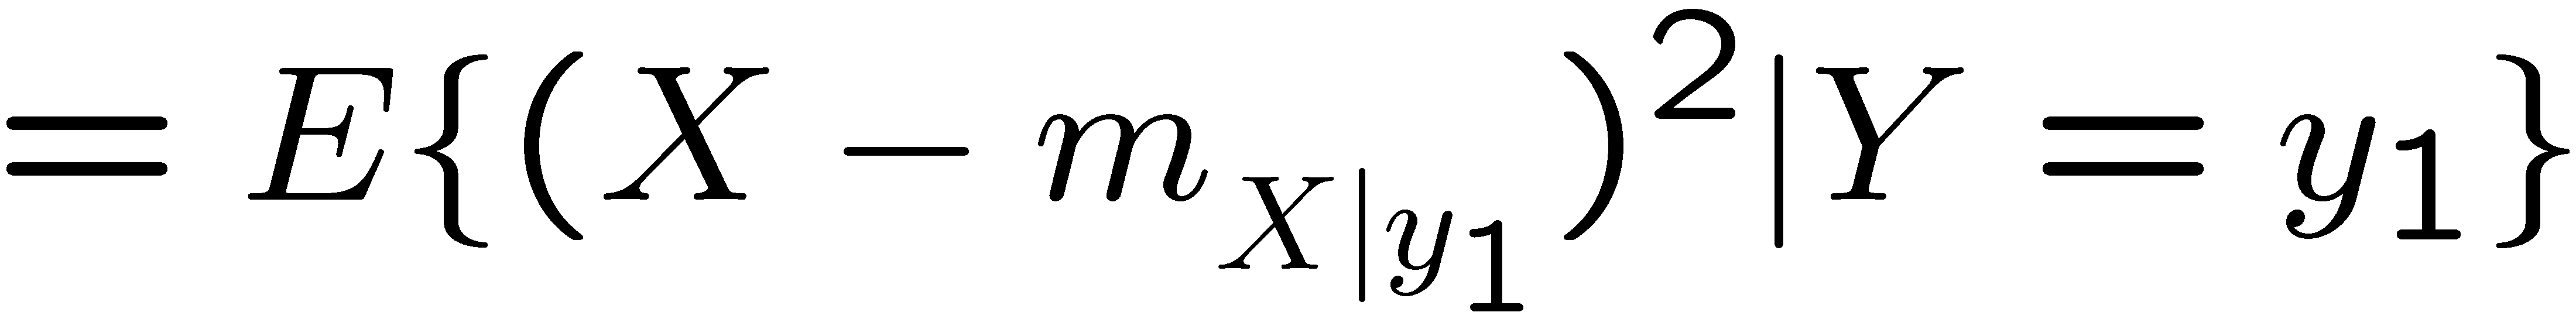 = E{(X − m_{X|y_1})^2|Y = y_1}